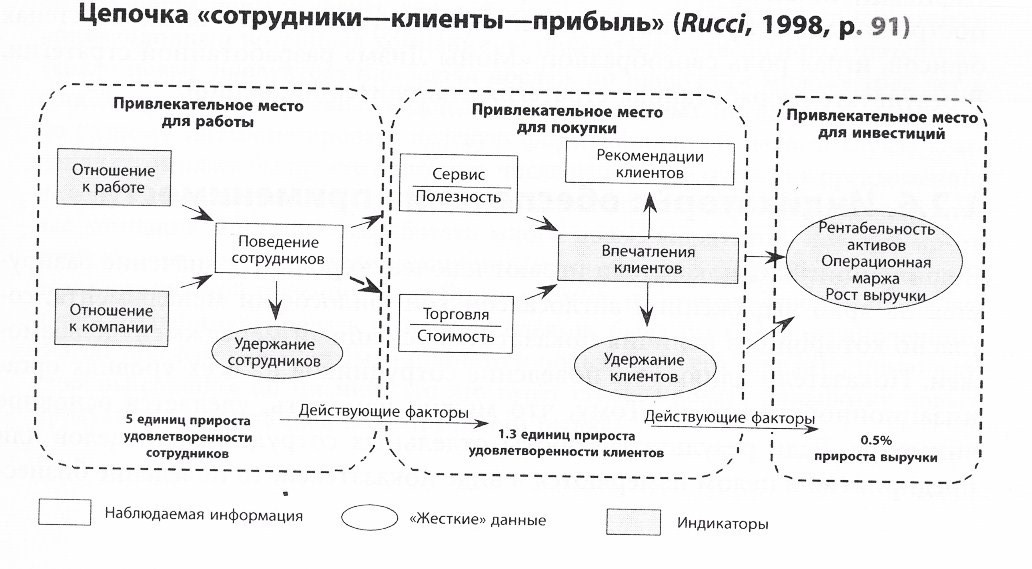 Цепочка «сотрудники—клиенты—прибыль» (Rucci, 1998, p. 91)
Привлекательное место
для работы
Отношение
к работе
Поведение
сотрудников
Отношение
к компании
Удержание
сотрудников
5 единиц прироста
удовлетворенности
сотрудников
Действующие факторы
Привлекательное место
для покупки
Сервис
Полезность
Рекомендации
клиентов
Впечатления
клиентов
Торговля
Стоимость
Удержание
клиентов
1.3 единиц прироста
удовлетворенности клиентов
Действующие факторы
Привлекательное место
для инвестиций
Рентабельность
активов
Операционная
маржа
Рост выручки
0.5%
прироста выручки
Наблюдаемая информация
«Жесткие» данные
Индикаторы